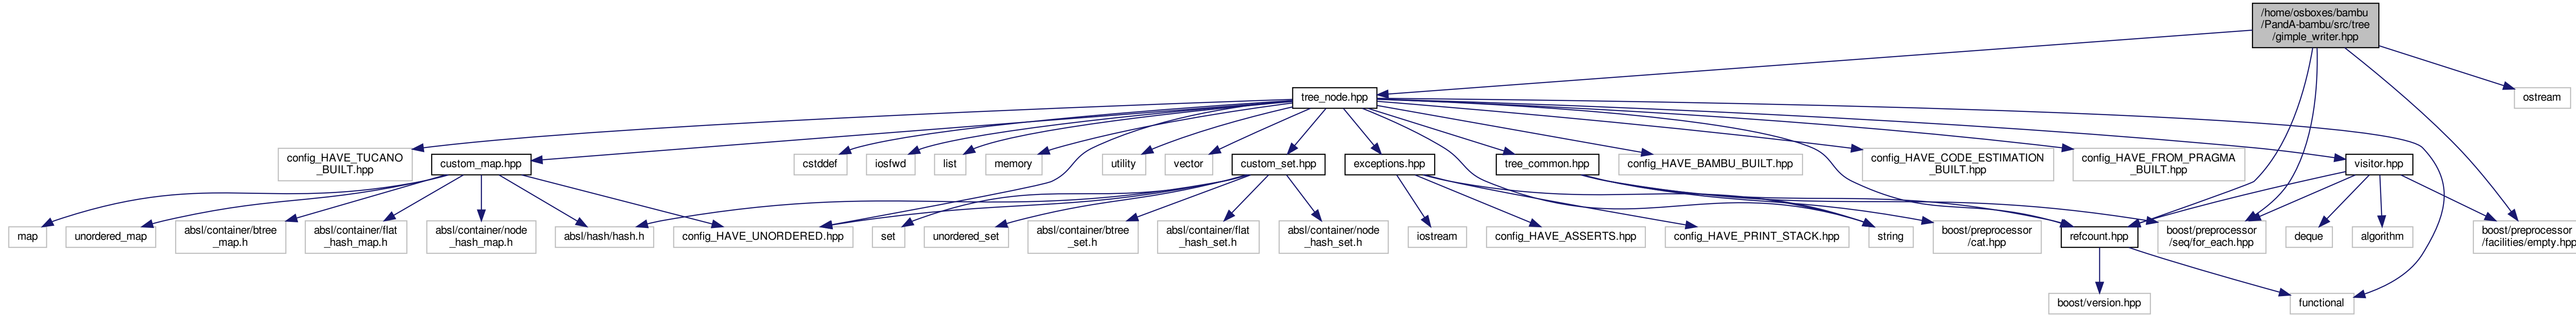 /home/osboxes/bambu
/PandA-bambu/src/tree
/gimple_writer.hpp
tree_node.hpp
ostream
config_HAVE_TUCANO
_BUILT.hpp
custom_map.hpp
cstddef
iosfwd
list
memory
utility
vector
custom_set.hpp
exceptions.hpp
tree_common.hpp
config_HAVE_BAMBU_BUILT.hpp
config_HAVE_CODE_ESTIMATION
_BUILT.hpp
config_HAVE_FROM_PRAGMA
_BUILT.hpp
visitor.hpp
map
unordered_map
absl/container/btree
_map.h
absl/container/flat
_hash_map.h
absl/container/node
_hash_map.h
absl/hash/hash.h
config_HAVE_UNORDERED.hpp
set
unordered_set
absl/container/btree
_set.h
absl/container/flat
_hash_set.h
absl/container/node
_hash_set.h
iostream
config_HAVE_ASSERTS.hpp
config_HAVE_PRINT_STACK.hpp
string
boost/preprocessor
/cat.hpp
refcount.hpp
boost/preprocessor
/seq/for_each.hpp
deque
algorithm
boost/preprocessor
/facilities/empty.hpp
boost/version.hpp
functional